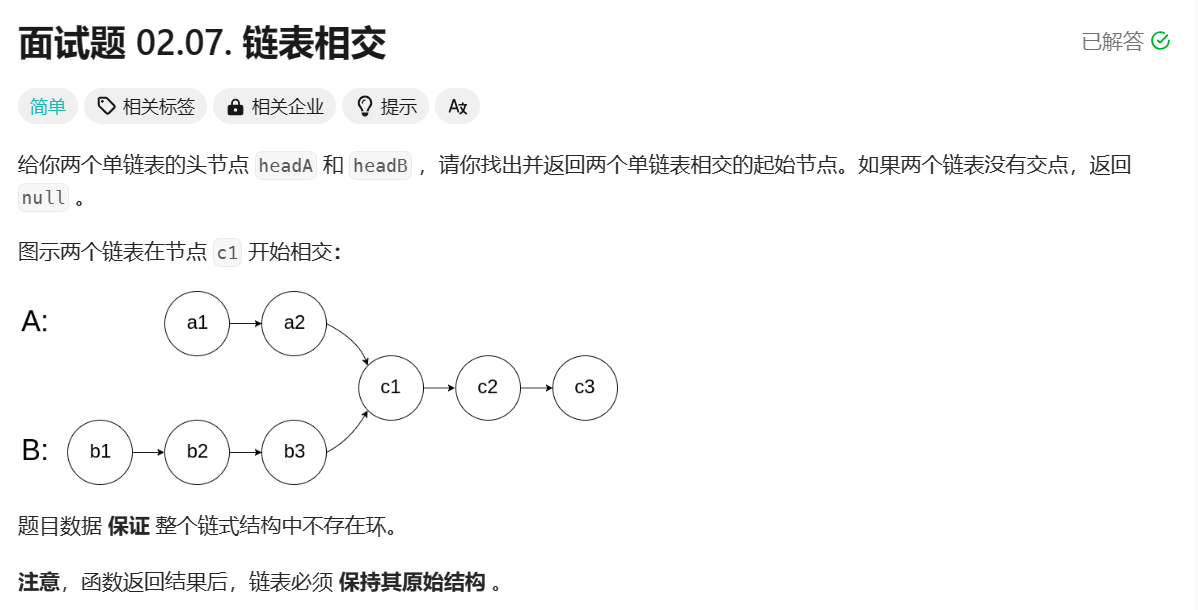 面试题 02.07. 链表相交
已解答
简单 相关标签 相关企业 提示 A文
给你两个单链表的头节点 headA 和 headB ，请你找出并返回两个单链表相交的起始节点。如果两个链表没有交点，返回
null 。
图示两个链表在节点 c1 开始相交：
A: a1 a2
c1 c2 c3
B: b1 b2 b3
题目数据 保证 整个链式结构中不存在环。
注意，函数返回结果后，链表必须 保持其原始结构 。